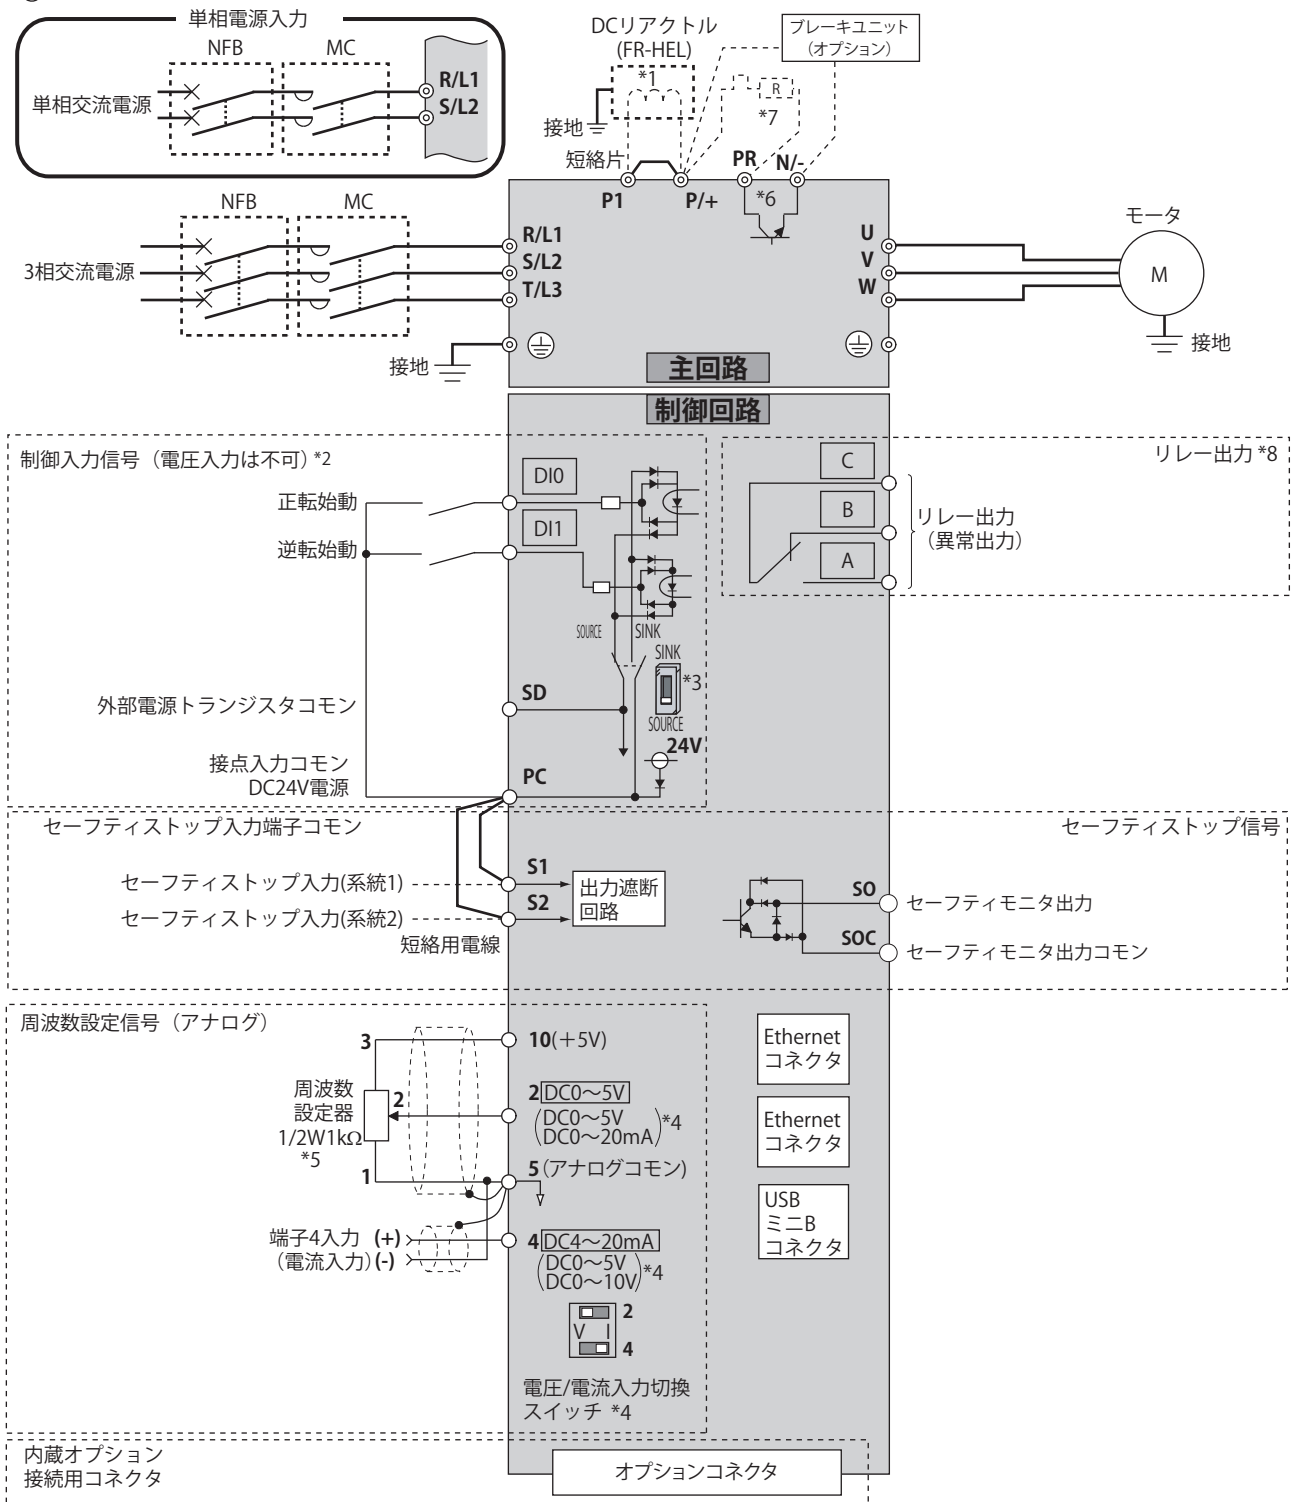 単相電源入力
NFB
MC
R/L1
S/L2
単相交流電源
DCリアクトル
(FR-HEL)
*1
接地
短絡片
ブレーキユニット
(オプション)
R
*7
PR
N/-
P1
P/+
*6
NFB
MC
3相交流電源
R/L1
S/L2
T/L3
U
V
W
モータ
M
接地
接地
主回路
制御回路
制御入力信号（電圧入力は不可）*2
正転始動
逆転始動
DI0
DI1
SOURCE
SINK
SINK
*3
SOURCE
外部電源トランジスタコモン
SD
24V
接点入力コモン
DC24V電源
PC
リレー出力 *8
C
B
A
リレー出力
（異常出力）
セーフティストップ入力端子コモン
セーフティストップ信号
セーフティストップ入力(系統1)
S1
セーフティストップ入力(系統2)
S2
短絡用電線
出力遮断
回路
SO
セーフティモニタ出力
SOC
セーフティモニタ出力コモン
周波数設定信号（アナログ）
3
10(＋5V)
周波数
設定器
1/2W1kΩ
*5
2
2 DC0～5V
DC0～5V
DC0～20mA
*4
1
5(アナログコモン)
端子4入力 (+)
（電流入力）(-)
4 DC4～20mA
DC0～5V
DC0～10V
*4
2
V I
4
電圧/電流入力切換
スイッチ *4
Ethernet
コネクタ
Ethernet
コネクタ
USB
ミニB
コネクタ
内蔵オプション
接続用コネクタ
オプションコネクタ